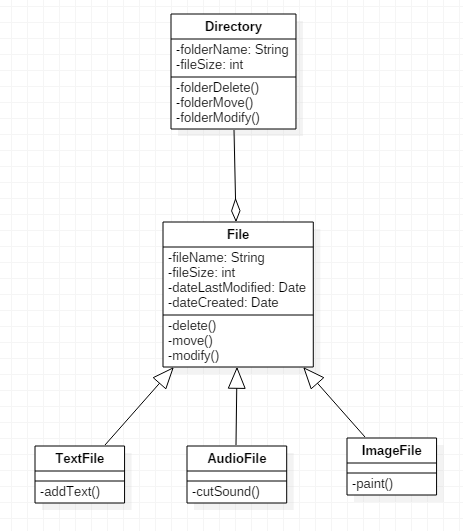 Directory
-folderName: String
-fileSize: int
-folderDelete()
-folderMove()
-folderModify()
File
-fileName: String
-fileSize: int
-dateLastModified: Date
-dateCreated: Date
-delete()
-move()
-modify()
TextFile
-addText()
AudioFile
-cutSound()
ImageFile
-paint()